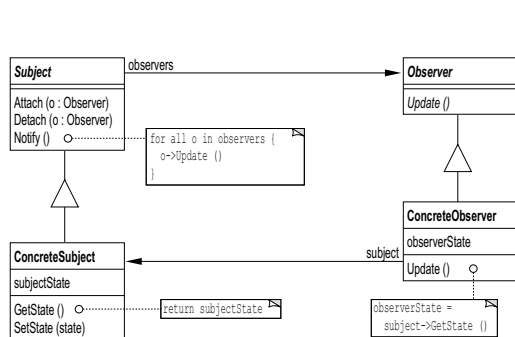 Subject
observers
Observer
Attach (o : Observer)
Detach (o : Observer)
Notify ()
Update ()
for all o in observers {
o->Update ()
}
ConcreteObserver
observerState
Update ()
subject
ConcreteSubject
subjectState
GetState ()
SetState (state)
return subjectState
observerState =
subject->GetState ()